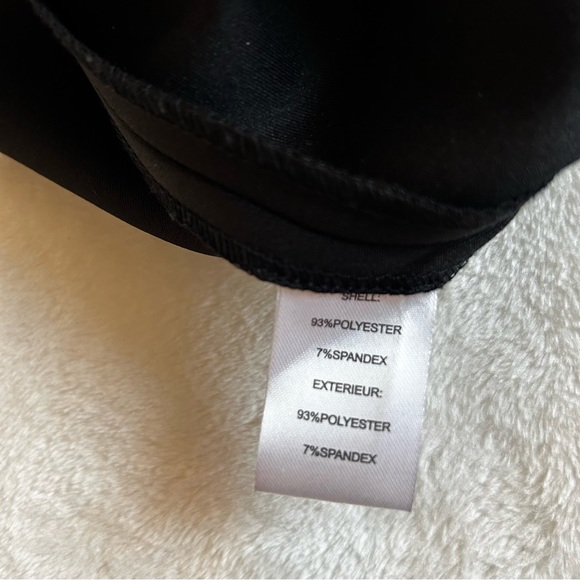 SHELL:
93%POLYESTER
7%SPANDEX
EXTERIEUR:
93%POLYESTER
7%SPANDEX